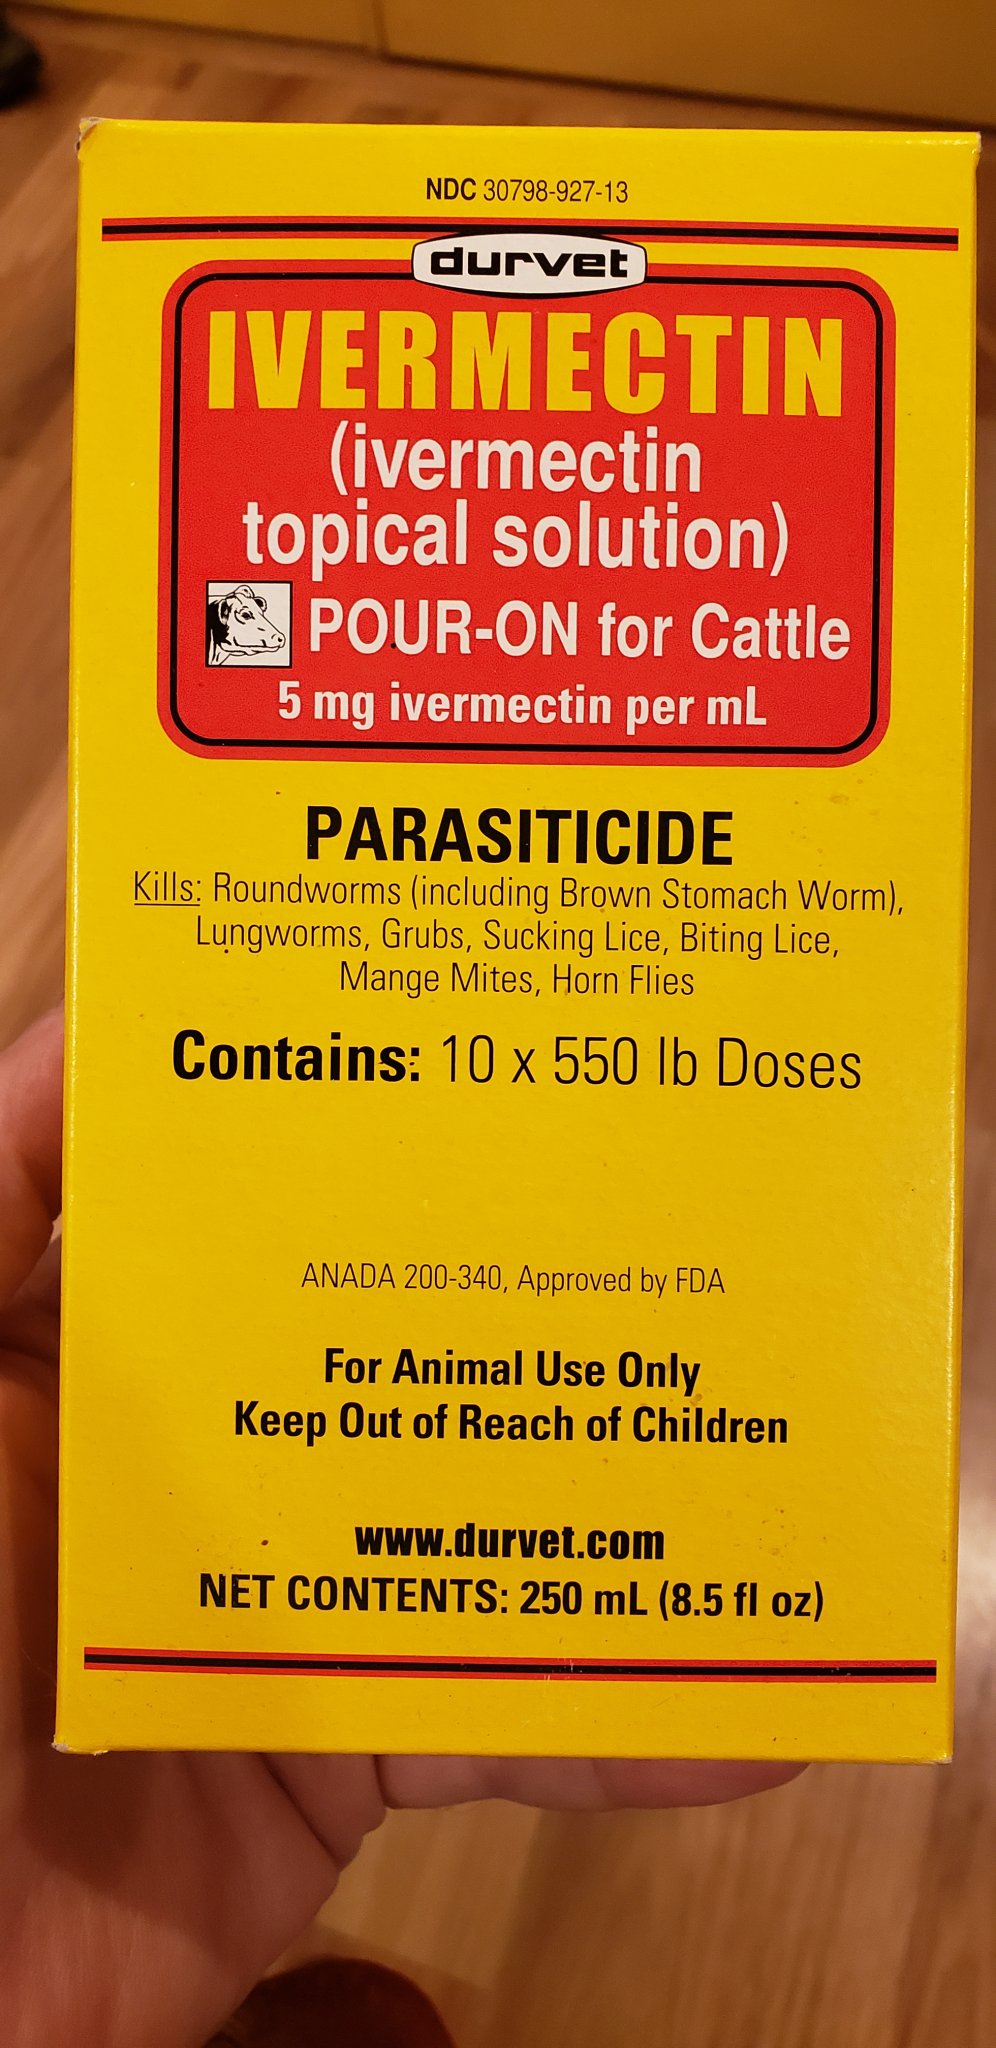 NDC 30798-927-13
durvet
IVERMECTIN
(ivermectin
topical solution)
POUR-ON for Cattle
5 mg ivermectin per mL
PARASITICIDE
Kills: Roundworms (including Brown Stomach Worm),
Lungworms, Grubs, Sucking Lice, Biting Lice,
Mange Mites, Horn Flies
Contains: 10 x 550 lb Doses
ANADA 200-340, Approved by FDA
For Animal Use Only
Keep Out of Reach of Children
www.durvet.com
NET CONTENTS: 250 mL (8.5 fl oz)